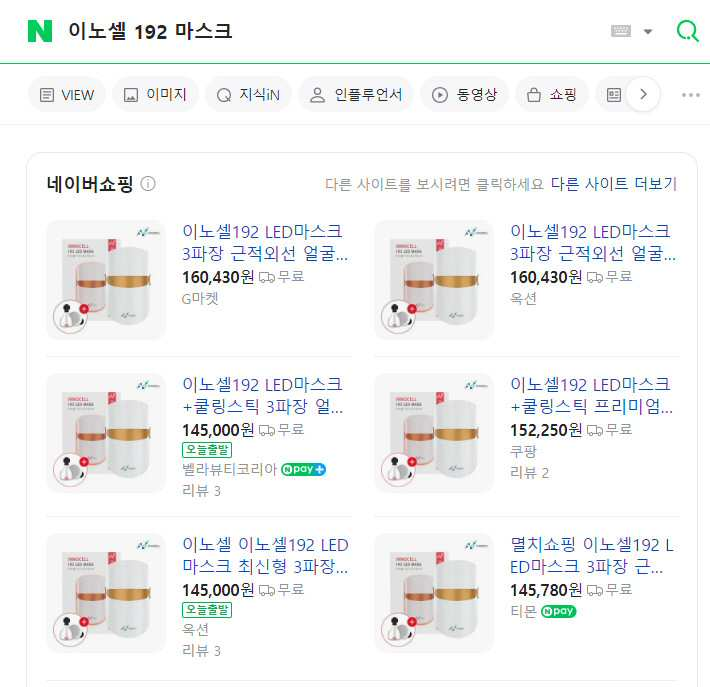 N 이노셀 192 마스크
VIEW 이미지 지식iN 인플루언서 동영상 쇼핑
네이버쇼핑 다른 사이트를 보시려면 클릭하세요 다른 사이트 더보기
이노셀192 LED마스크
3파장 근적외선 얼굴...
160,430원 무료
G마켓
이노셀192 LED마스크
3파장 근적외선 얼굴...
160,430원 무료
옥션
이노셀192 LED마스크
+쿨링스틱 3파장 얼...
145,000원 무료
오늘출발
벨라뷰티코리아 N pay+
리뷰 3
이노셀192 LED마스크
+쿨링스틱 프리미엄...
152,250원 무료
쿠팡
리뷰 2
이노셀 이노셀192 LED
마스크 최신형 3파장...
145,000원 무료
오늘출발
옥션
리뷰 3
멸치쇼핑 이노셀192 L
ED마스크 3파장 근...
145,780원 무료
티몬 N pay